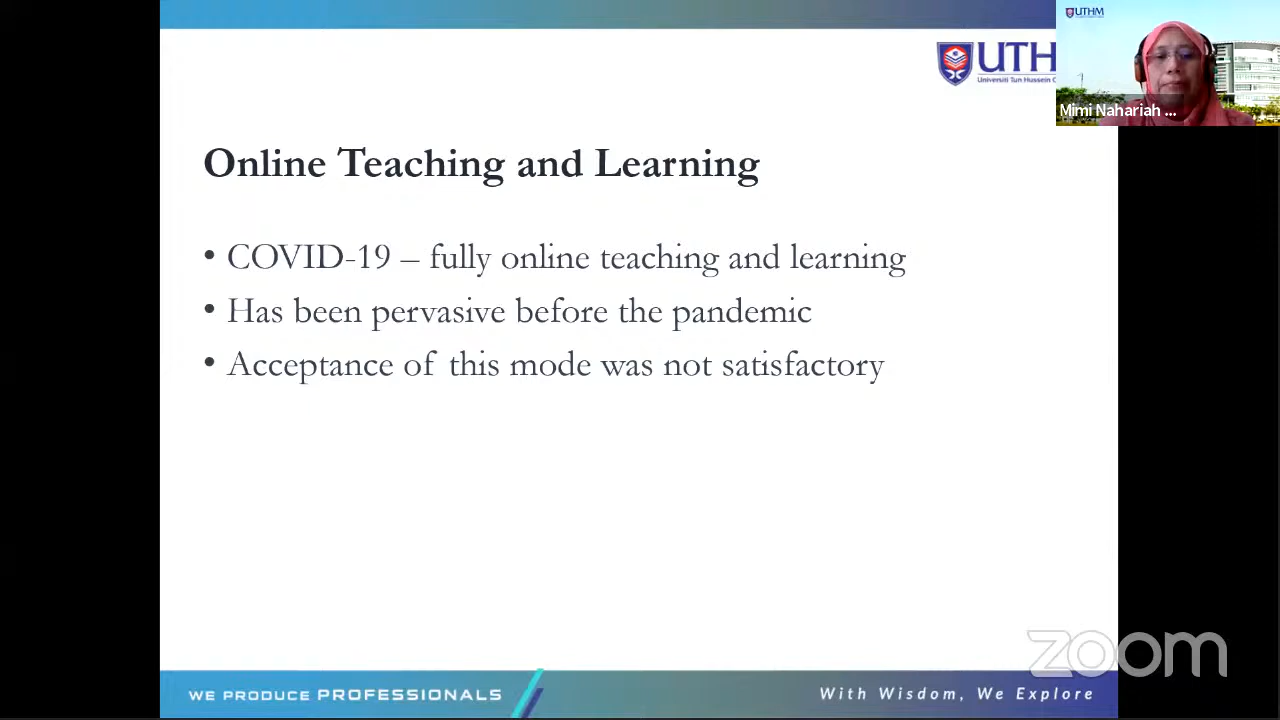 UTHM
UTH
Universiti Tun Hussein
Mimi Nahariah ...
Online Teaching and Learning
• COVID-19 – fully online teaching and learning
• Has been pervasive before the pandemic
• Acceptance of this mode was not satisfactory
zoom
WE PRODUCE PROFESSIONALS
With Wisdom, We Explore